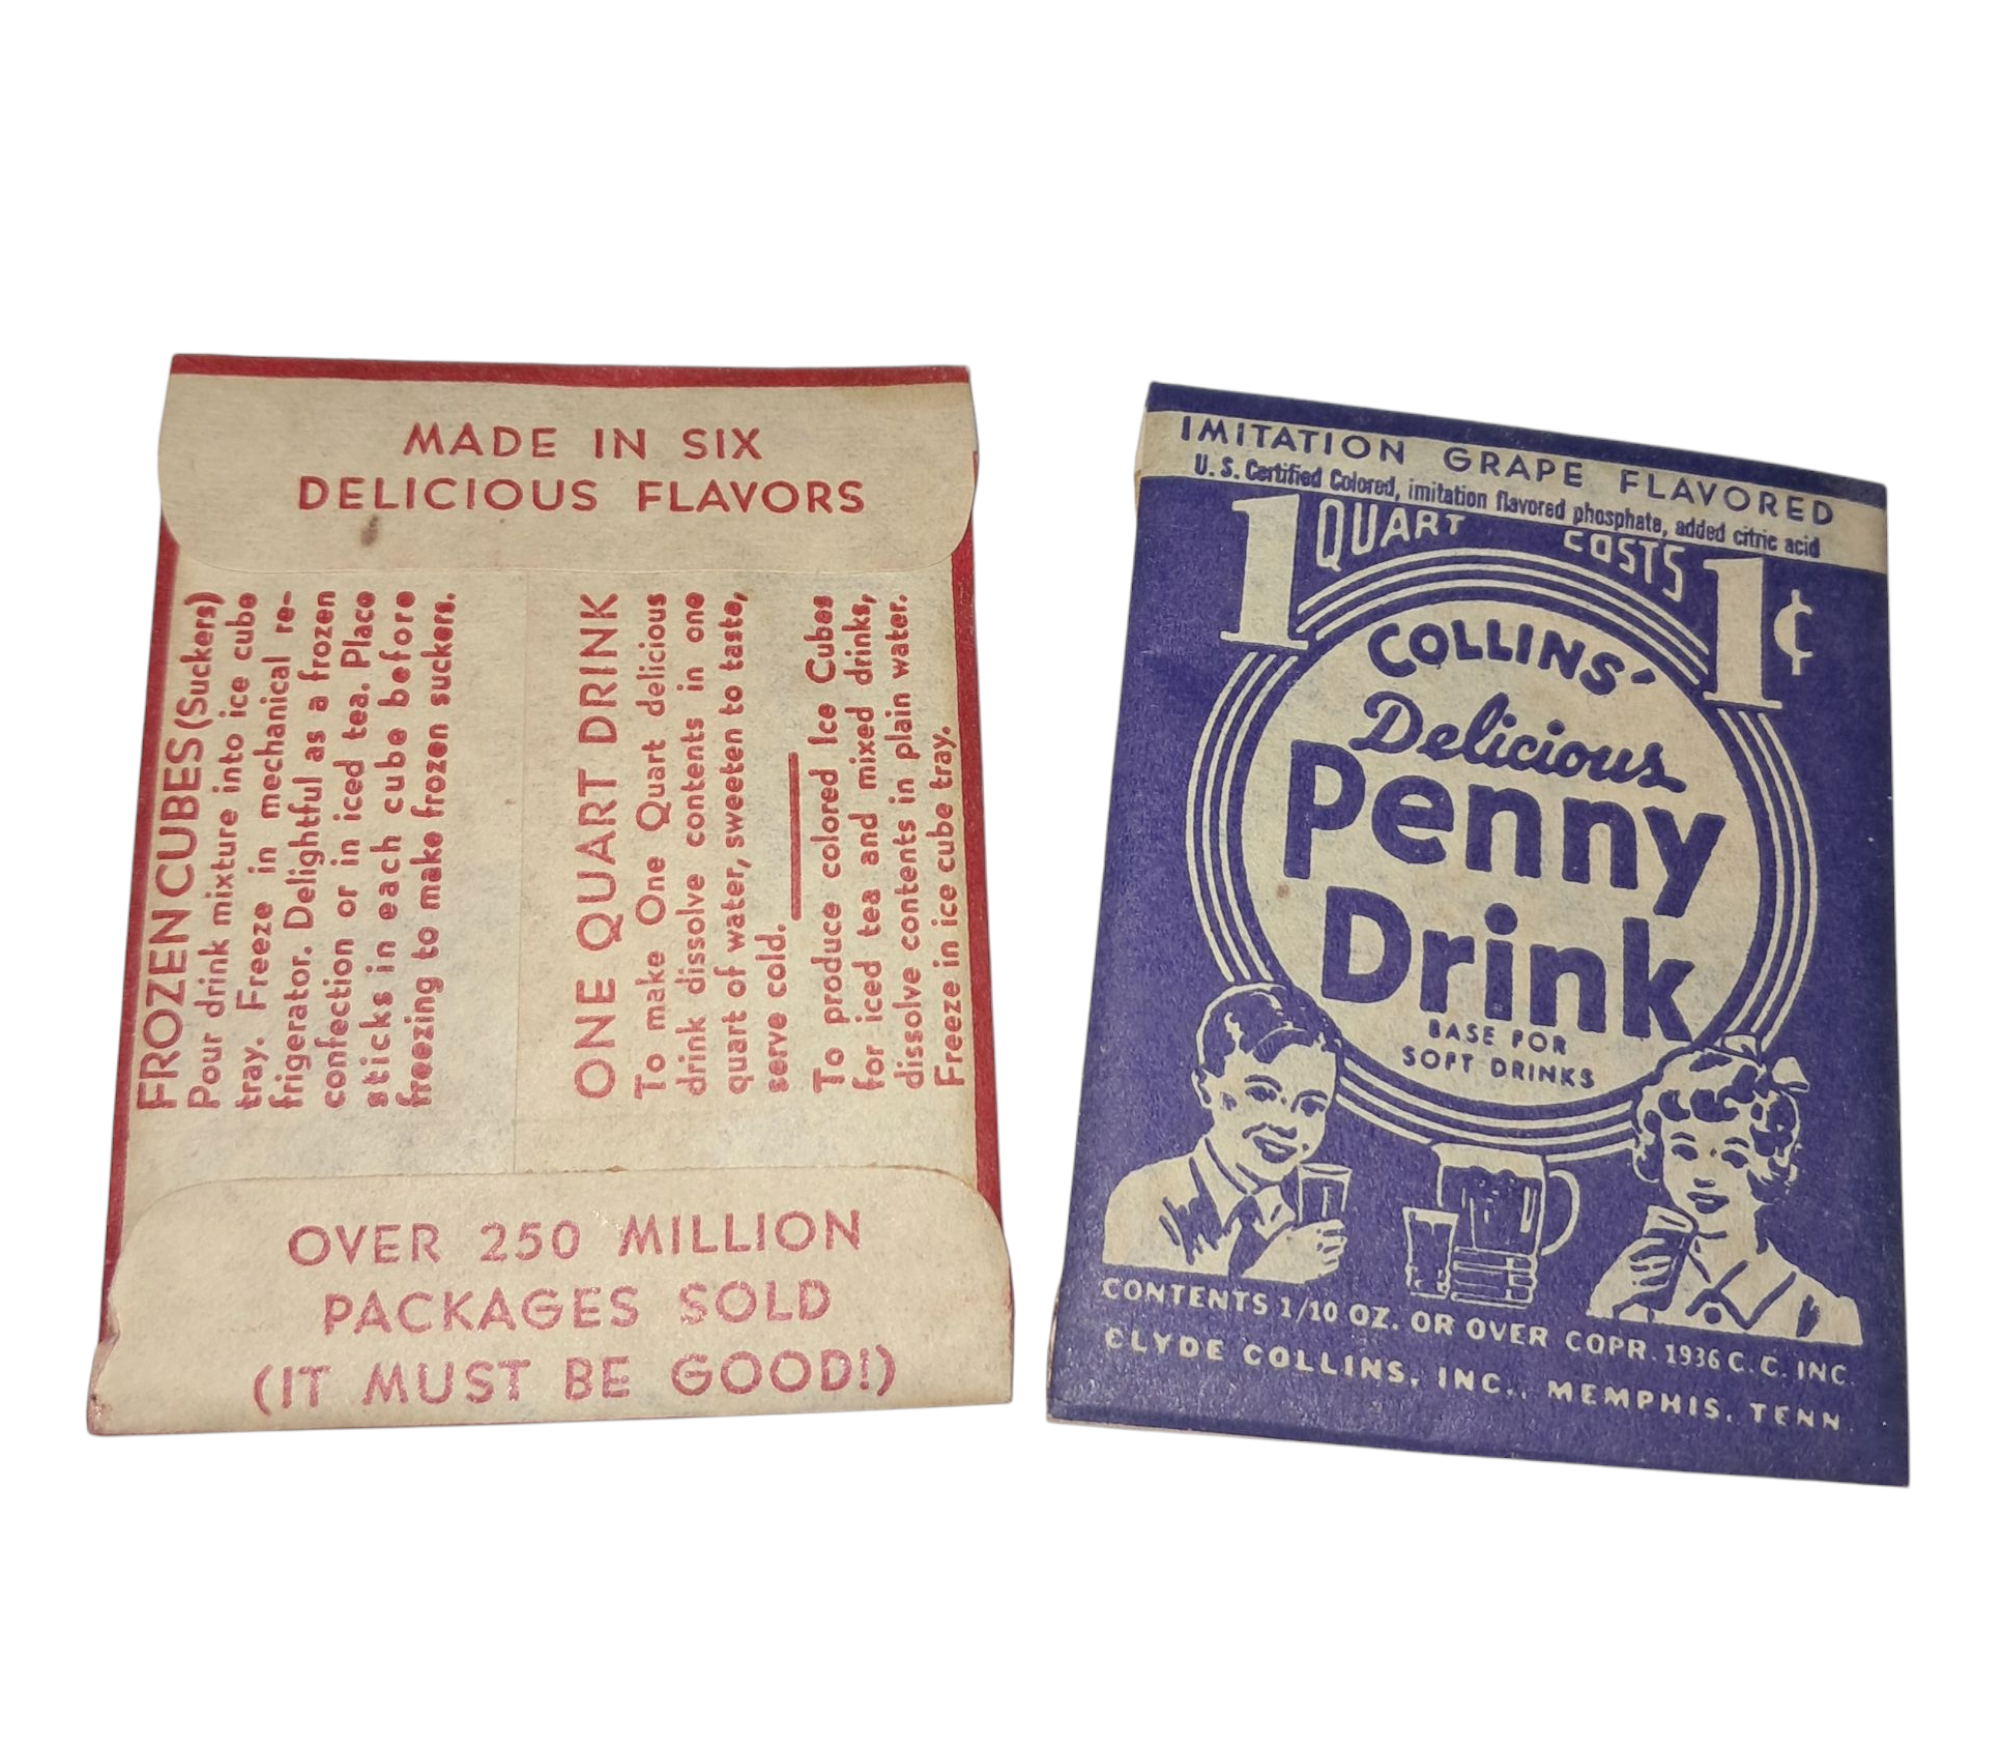 MADE IN SIX
DELICIOUS FLAVORS
FROZEN CUBES (Suckers)
Pour drink mixture into ice cube
tray. Freeze in mechanical re-
frigerator. Delightful as a frozen
confection or in iced tea. Place
sticks in each cube before
freezing to make frozen suckers.
ONE QUART DRINK
To make One Quart delicious
drink dissolve contents in one
quart of water, sweeten to taste,
serve cold.
To produce colored Ice Cubes
for iced tea and mixed drinks,
dissolve contents in plain water.
Freeze in ice cube tray.
OVER 250 MILLION
PACKAGES SOLD
(IT MUST BE GOOD!)
IMITATION GRAPE FLAVORED
U.S. Certified Colored, imitation flavored phosphate, added citric acid
1 QUART COSTS 1¢
COLLINS'
Delicious
Penny
Drink
BASE FOR
SOFT DRINKS
CONTENTS 1/10 OZ. OR OVER COPR. 1936 C. C. INC.
CLYDE COLLINS, INC., MEMPHIS, TENN.